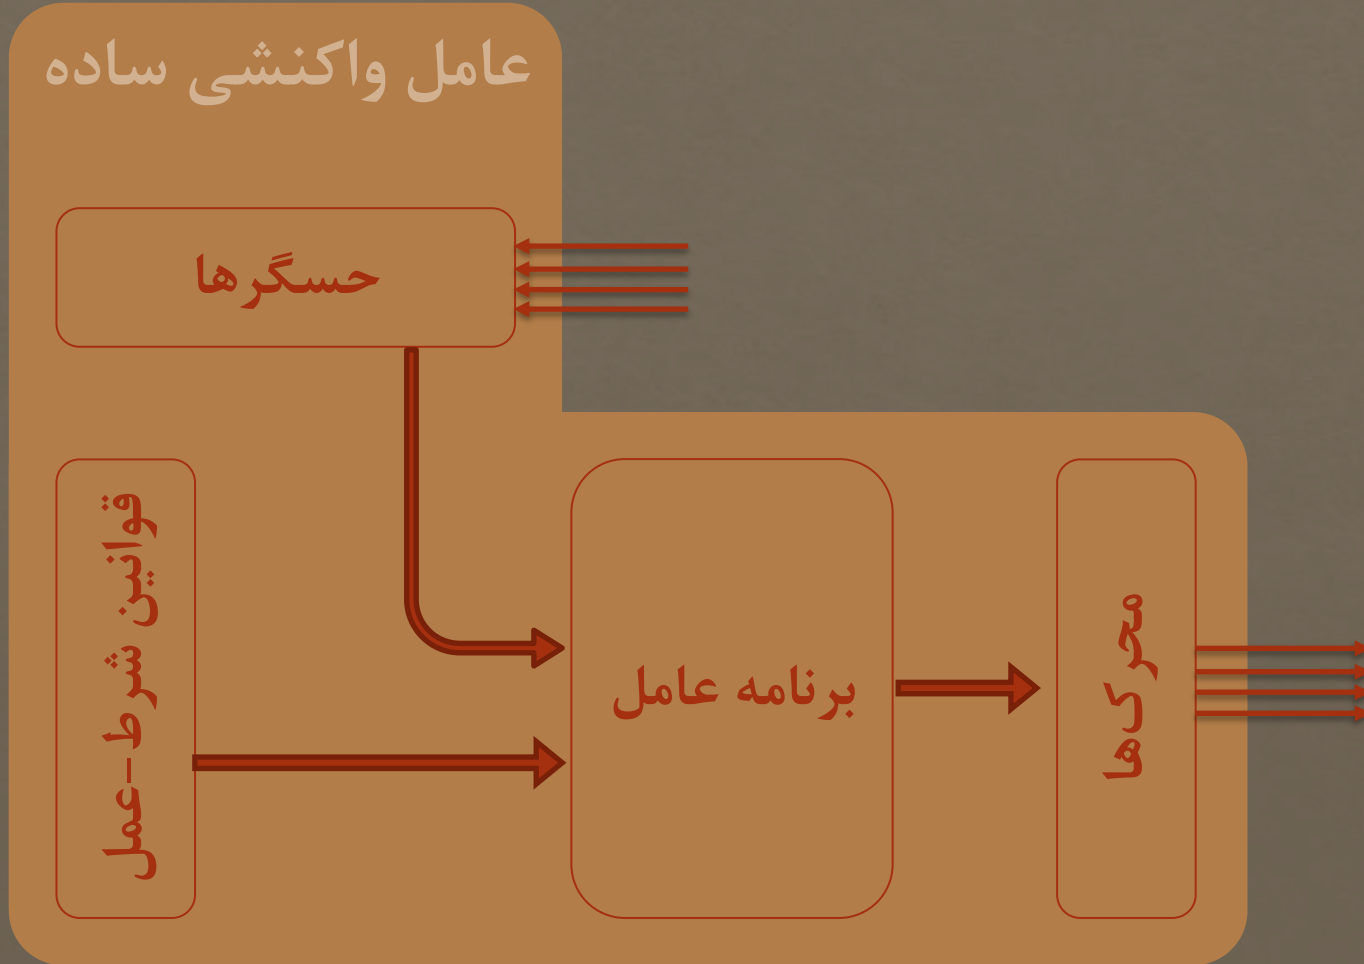 عامل واکنشی ساده
حسگرها
قوانین شرط-عمل
برنامه عامل
محرک‌ها